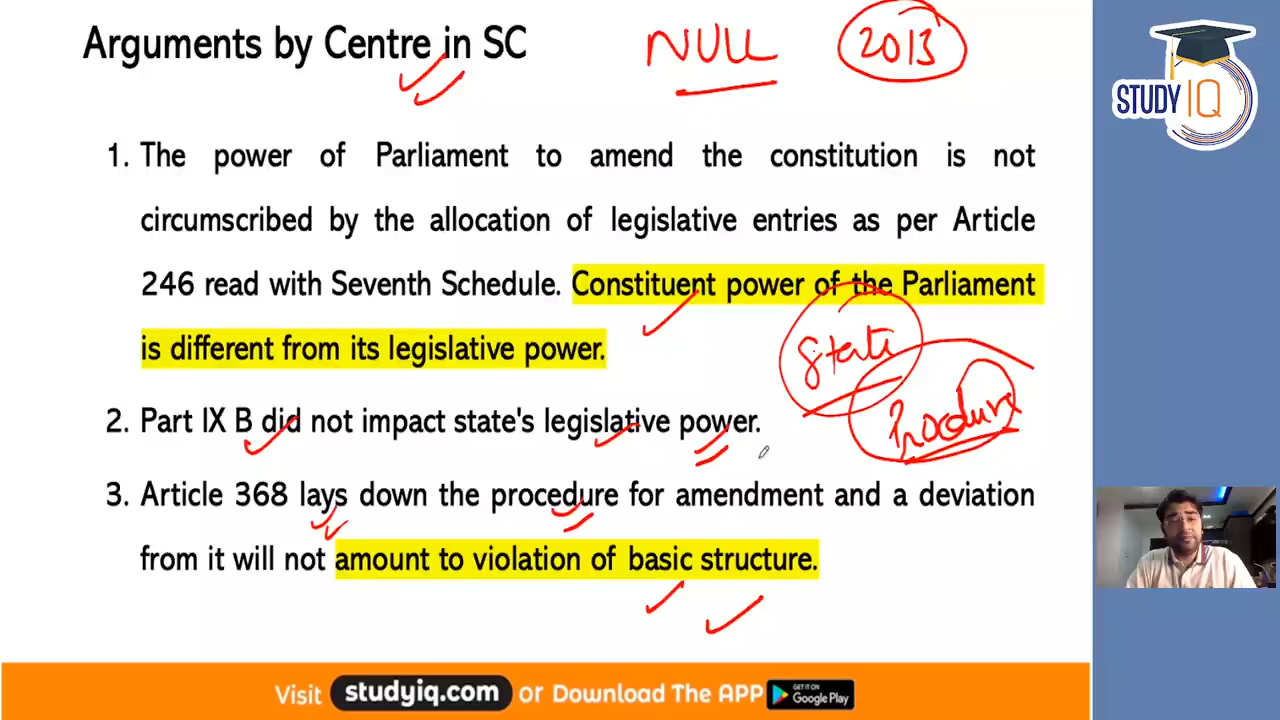 Arguments by Centre in SC
NULL
2013
STUDY IQ
1. The power of Parliament to amend the constitution is not
circumscribed by the allocation of legislative entries as per Article
246 read with Seventh Schedule. Constituent power of the Parliament
is different from its legislative power.
State
Procedure
2. Part IX B did not impact state's legislative power.
3. Article 368 lays down the procedure for amendment and a deviation
from it will not amount to violation of basic structure.
Visit studyiq.com or Download The APP GET IT ON Google Play